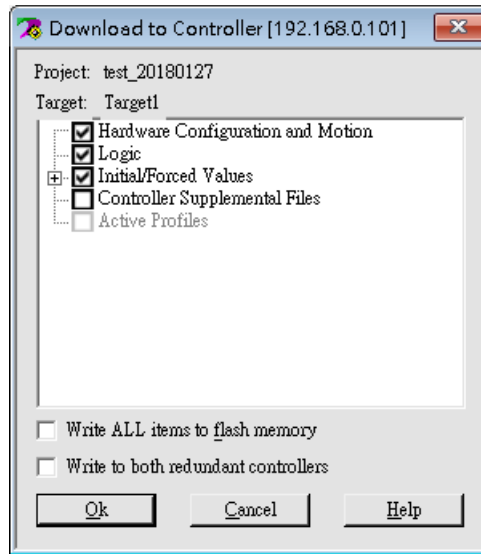 Download to Controller [192.168.0.101]
Project: test_20180127
Target: Target1
Hardware Configuration and Motion
Logic
Initial/Forced Values
Controller Supplemental Files
Active Profiles
Write ALL items to flash memory
Write to both redundant controllers
Ok Cancel Help